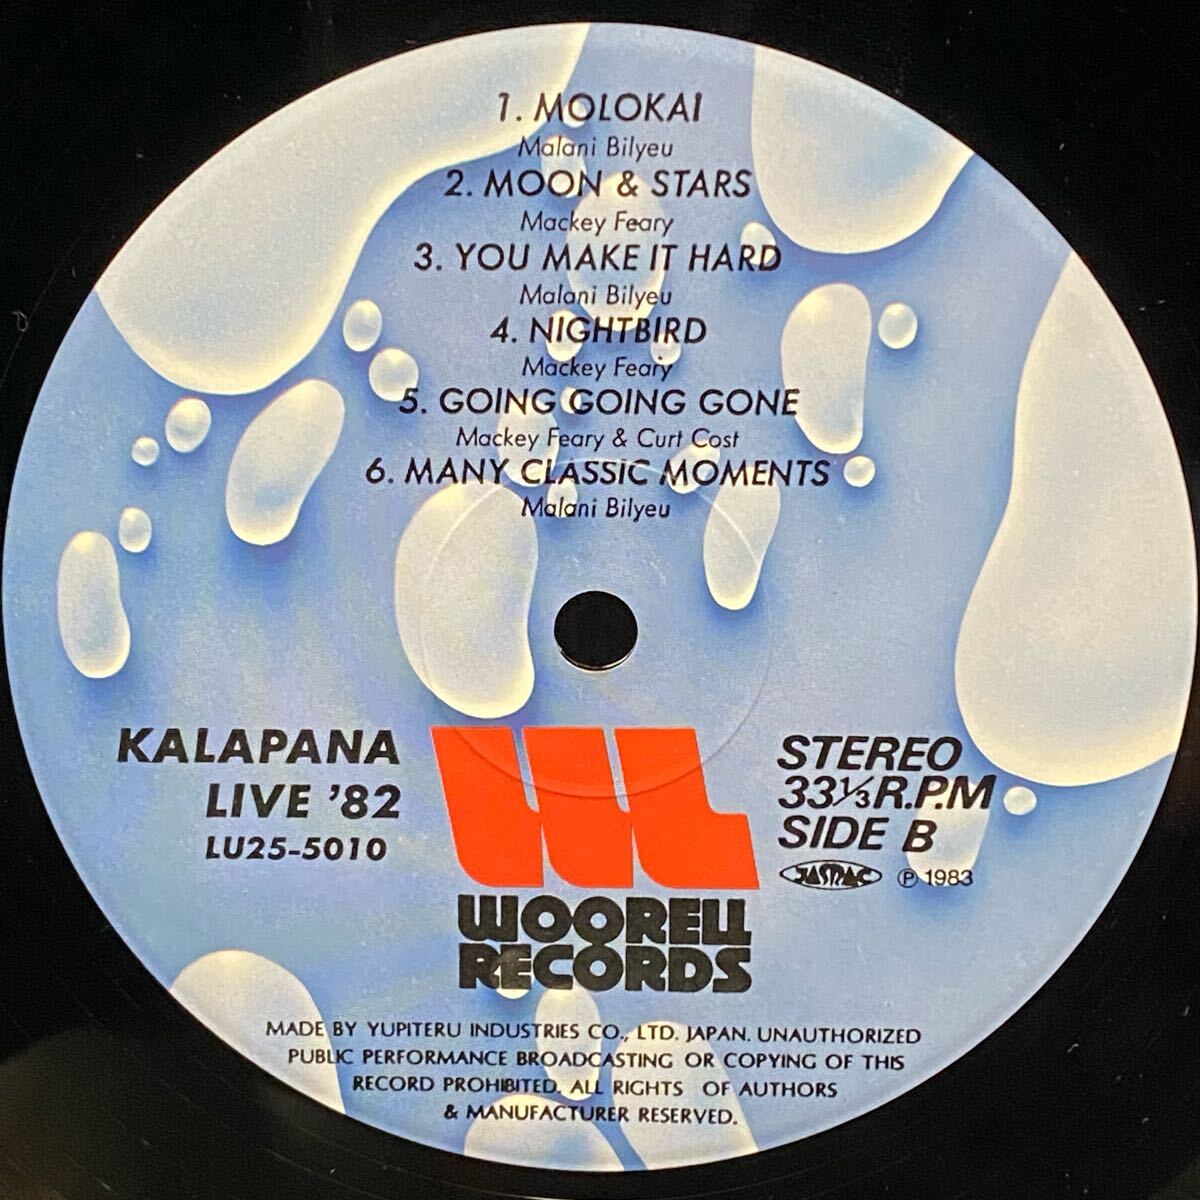 1. MOLOKAI
Malani Bilyeu
2. MOON & STARS
Mackey Feary
3. YOU MAKE IT HARD
Malani Bilyeu
4. NIGHTBIRD
Mackey Feary
5. GOING GOING GONE
Mackey Feary & Curt Cost
6. MANY CLASSIC MOMENTS
Malani Bilyeu
KALAPANA
LIVE '82
LU25-5010
STEREO
33⅓R.P.M
SIDE B
JASRAC ℗ 1983
WOORELL
RECORDS
MADE BY YUPITERU INDUSTRIES CO., LTD. JAPAN. UNAUTHORIZED
PUBLIC PERFORMANCE BROADCASTING OR COPYING OF THIS
RECORD PROHIBITED. ALL RIGHTS OF AUTHORS
& MANUFACTURER RESERVED.